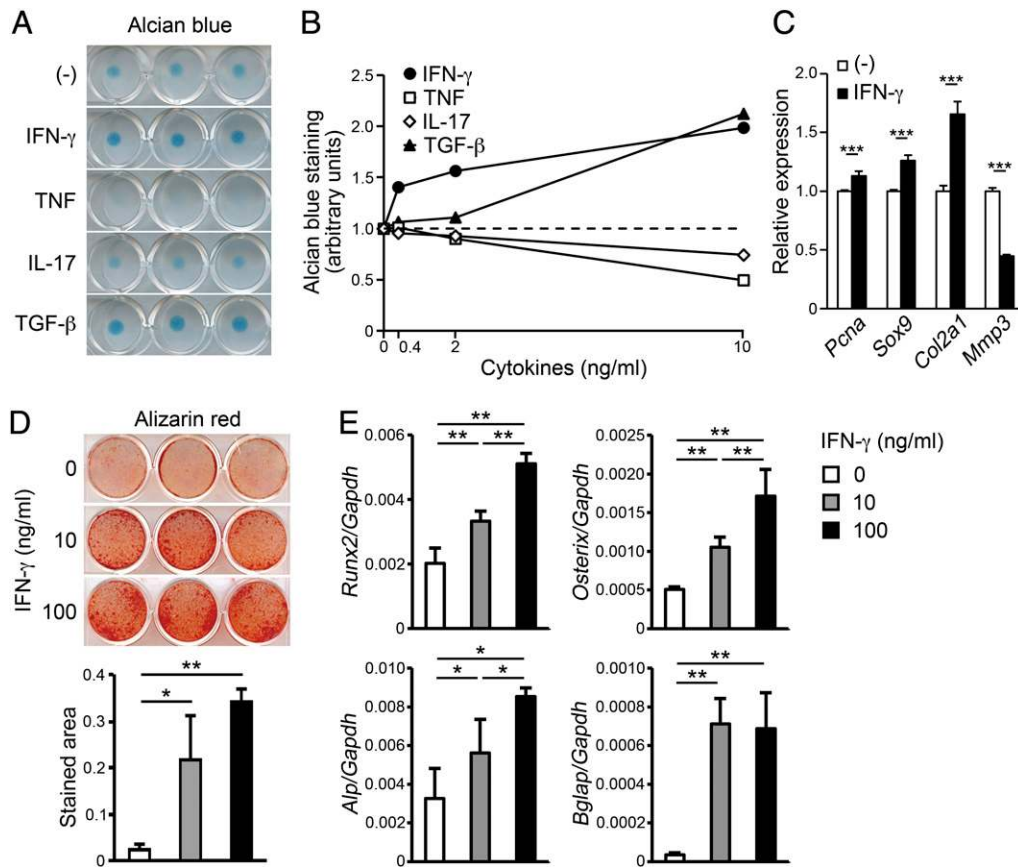 A
Alcian blue
(-)
IFN-γ
TNF
IL-17
TGF-β
B
Alcian blue staining
(arbitrary units)
2.5
2.0
1.5
1.0
0.5
0
IFN-γ
TNF
IL-17
TGF-β
0
0.4
2
10
Cytokines (ng/ml)
C
Relative expression
2.0
1.5
1.0
0.5
0
(-)
IFN-γ
***
***
***
***
Pcna
Sox9
Col2a1
Mmp3
D
Alizarin red
IFN-γ (ng/ml)
0
10
100
Stained area
0.4
0.3
0.2
0.1
0
**
*
E
Runx2/Gapdh
0.006
0.004
0.002
0
**
** **
Osterix/Gapdh
0.0025
0.0020
0.0015
0.0010
0.0005
0
**
** **
IFN-γ (ng/ml)
0
10
100
Alp/Gapdh
0.010
0.008
0.006
0.004
0.002
0.000
*
* *
Bglap/Gapdh
0.0010
0.0008
0.0006
0.0004
0.0002
0.0000
**
**